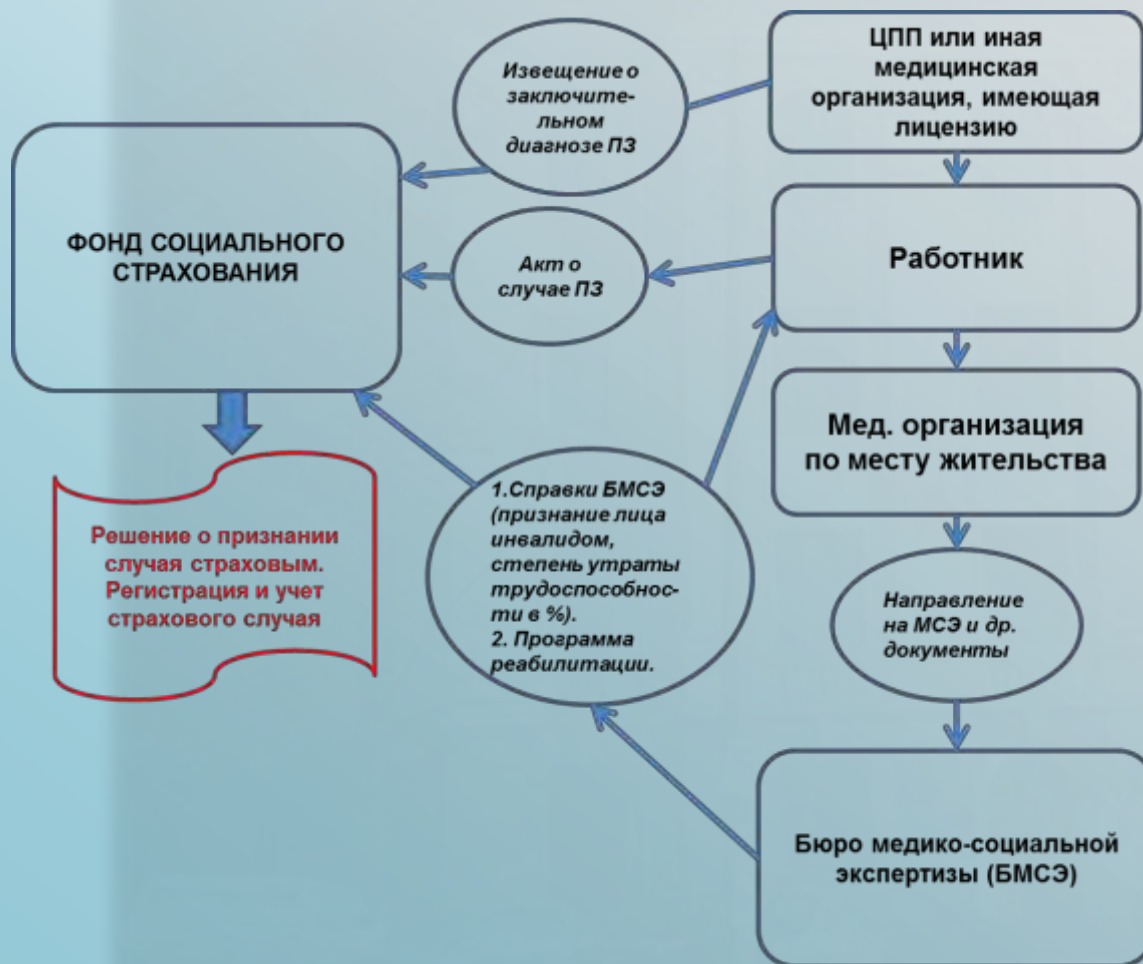 ЦПП или иная
медицинская
организация, имеющая
лицензию
Извещение о
заключите-
льном
диагнозе ПЗ
ФОНД СОЦИАЛЬНОГО
СТРАХОВАНИЯ
Акт о
случае ПЗ
Работник
Мед. организация
по месту жительства
1.Справки БМСЭ
(признание лица
инвалидом,
степень утраты
трудоспособнос-
ти в %).
2. Программа
реабилитации.
Решение о признании
случая страховым.
Регистрация и учет
страхового случая
Направление
на МСЭ и др.
документы
Бюро медико-социальной
экспертизы (БМСЭ)